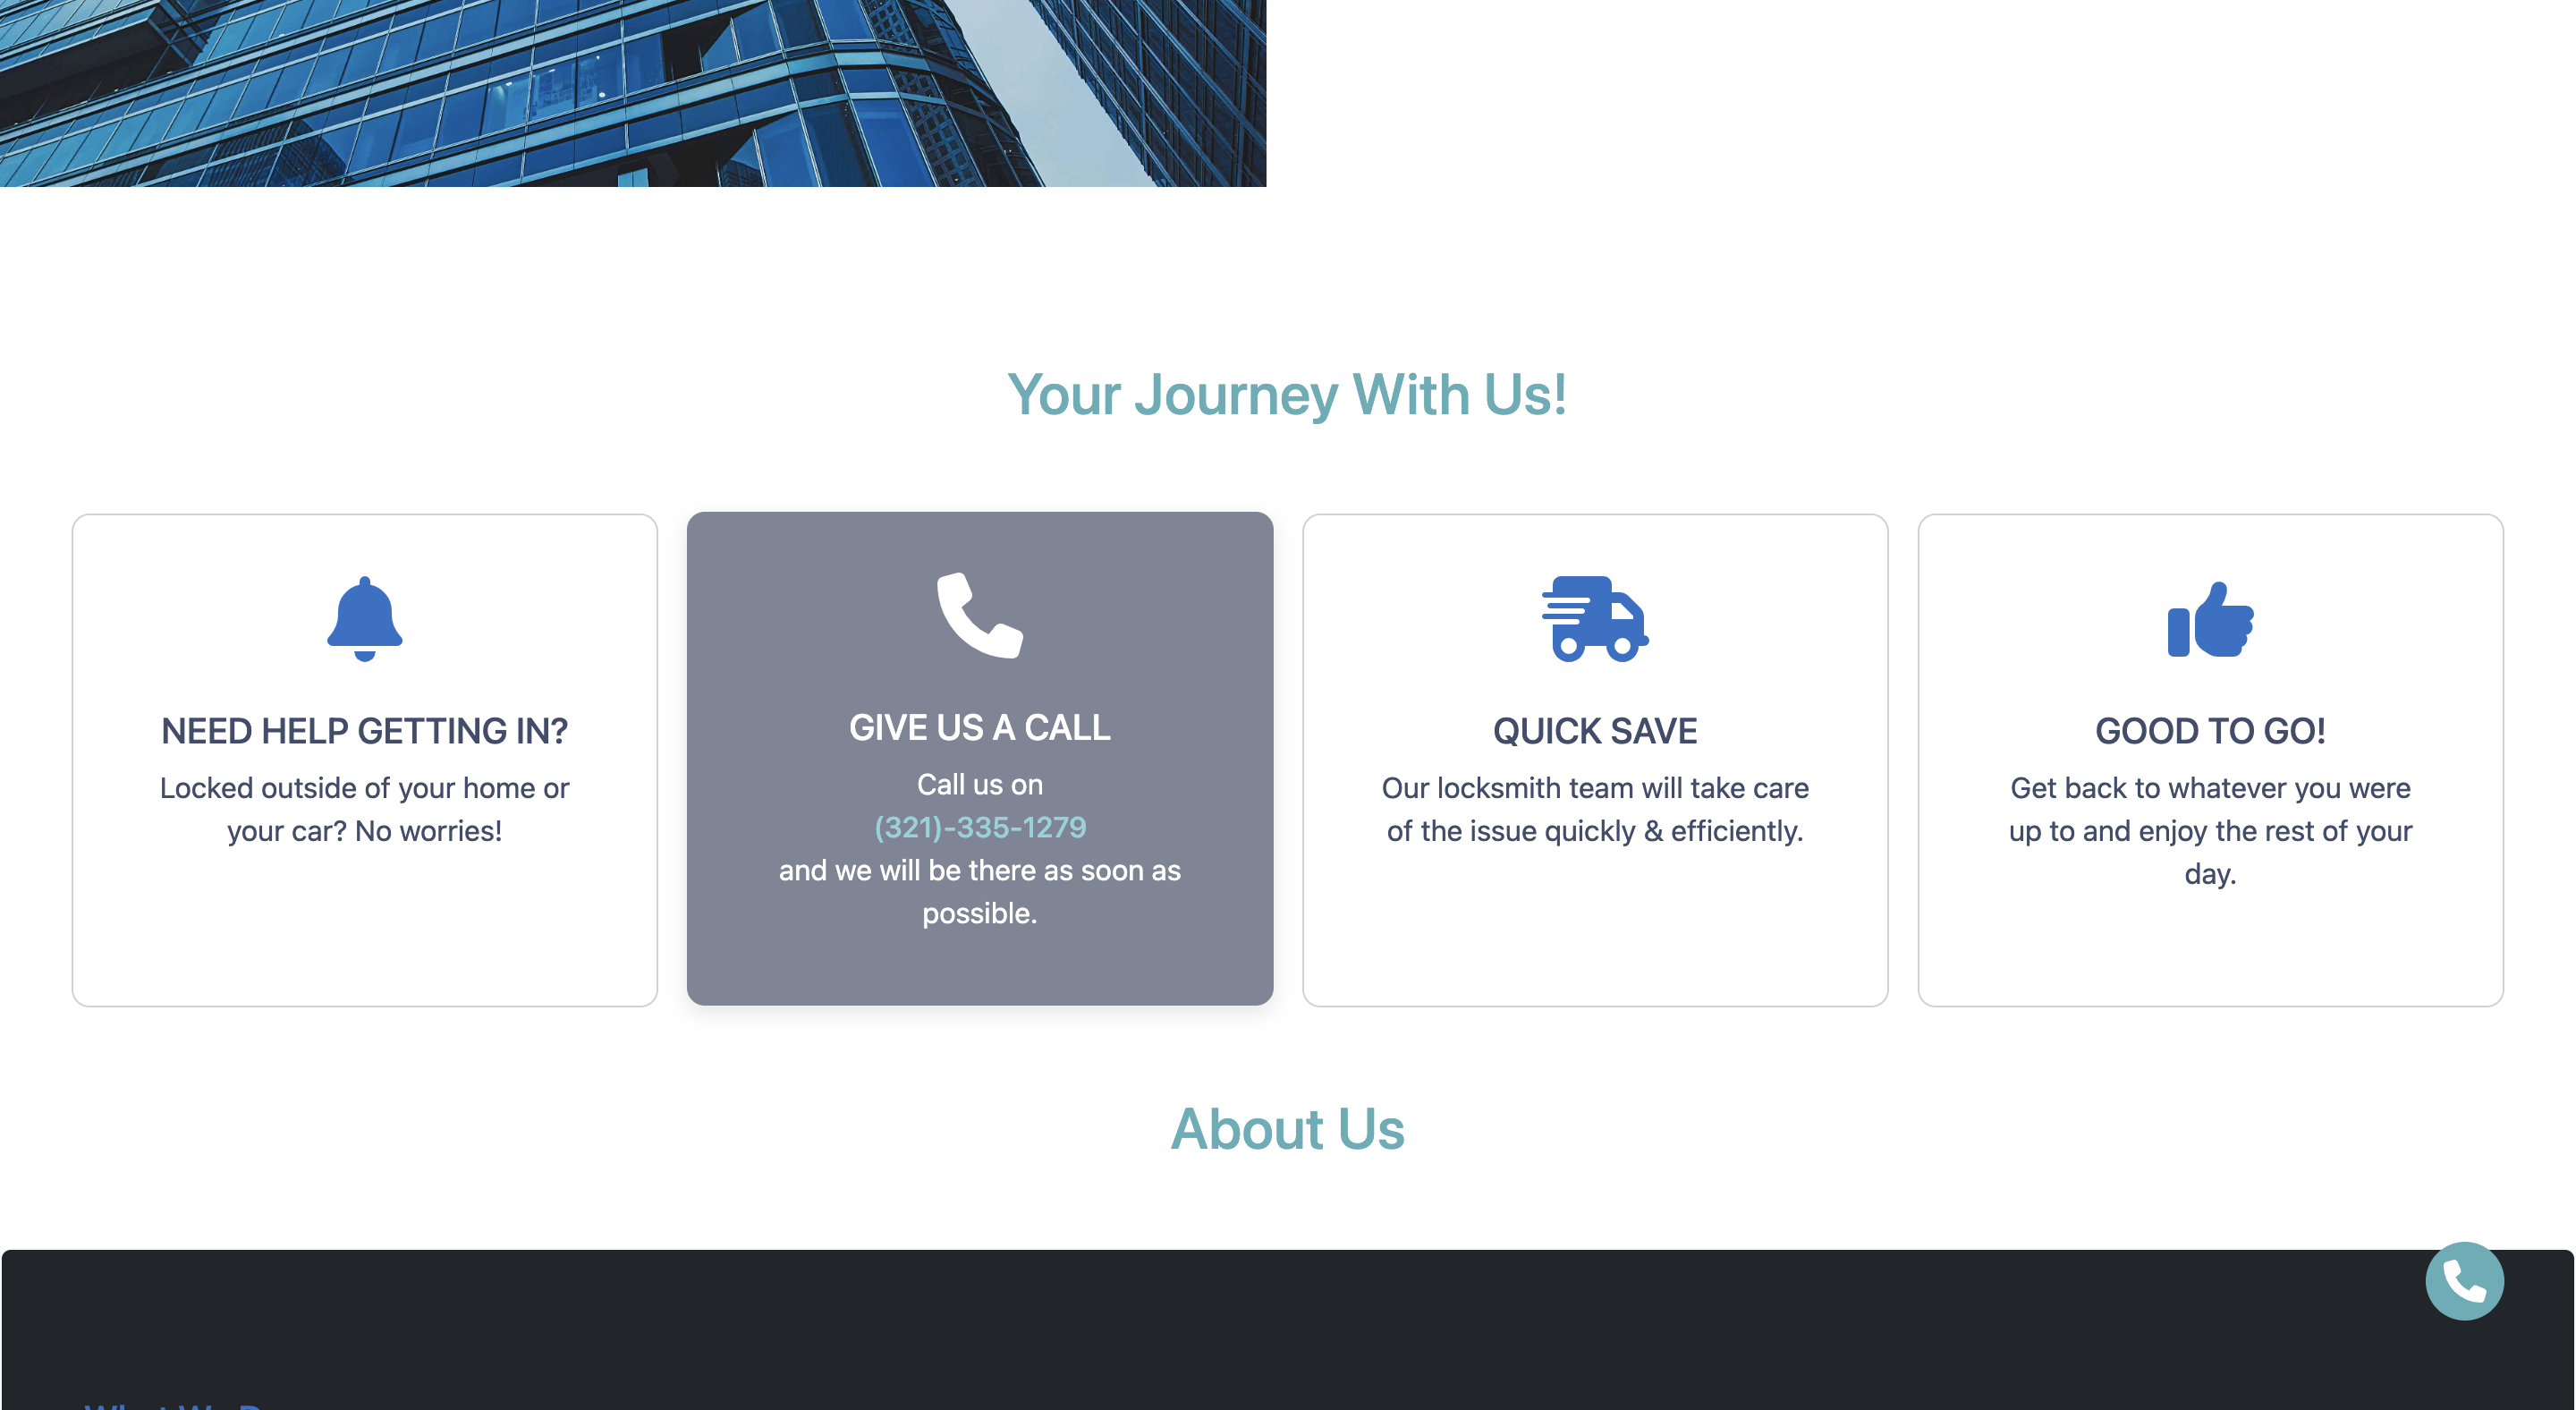 Your Journey With Us!
NEED HELP GETTING IN?
Locked outside of your home or
your car? No worries!
GIVE US A CALL
Call us on
(321)-335-1279
and we will be there as soon as
possible.
QUICK SAVE
Our locksmith team will take care
of the issue quickly & efficiently.
GOOD TO GO!
Get back to whatever you were
up to and enjoy the rest of your
day.
About Us